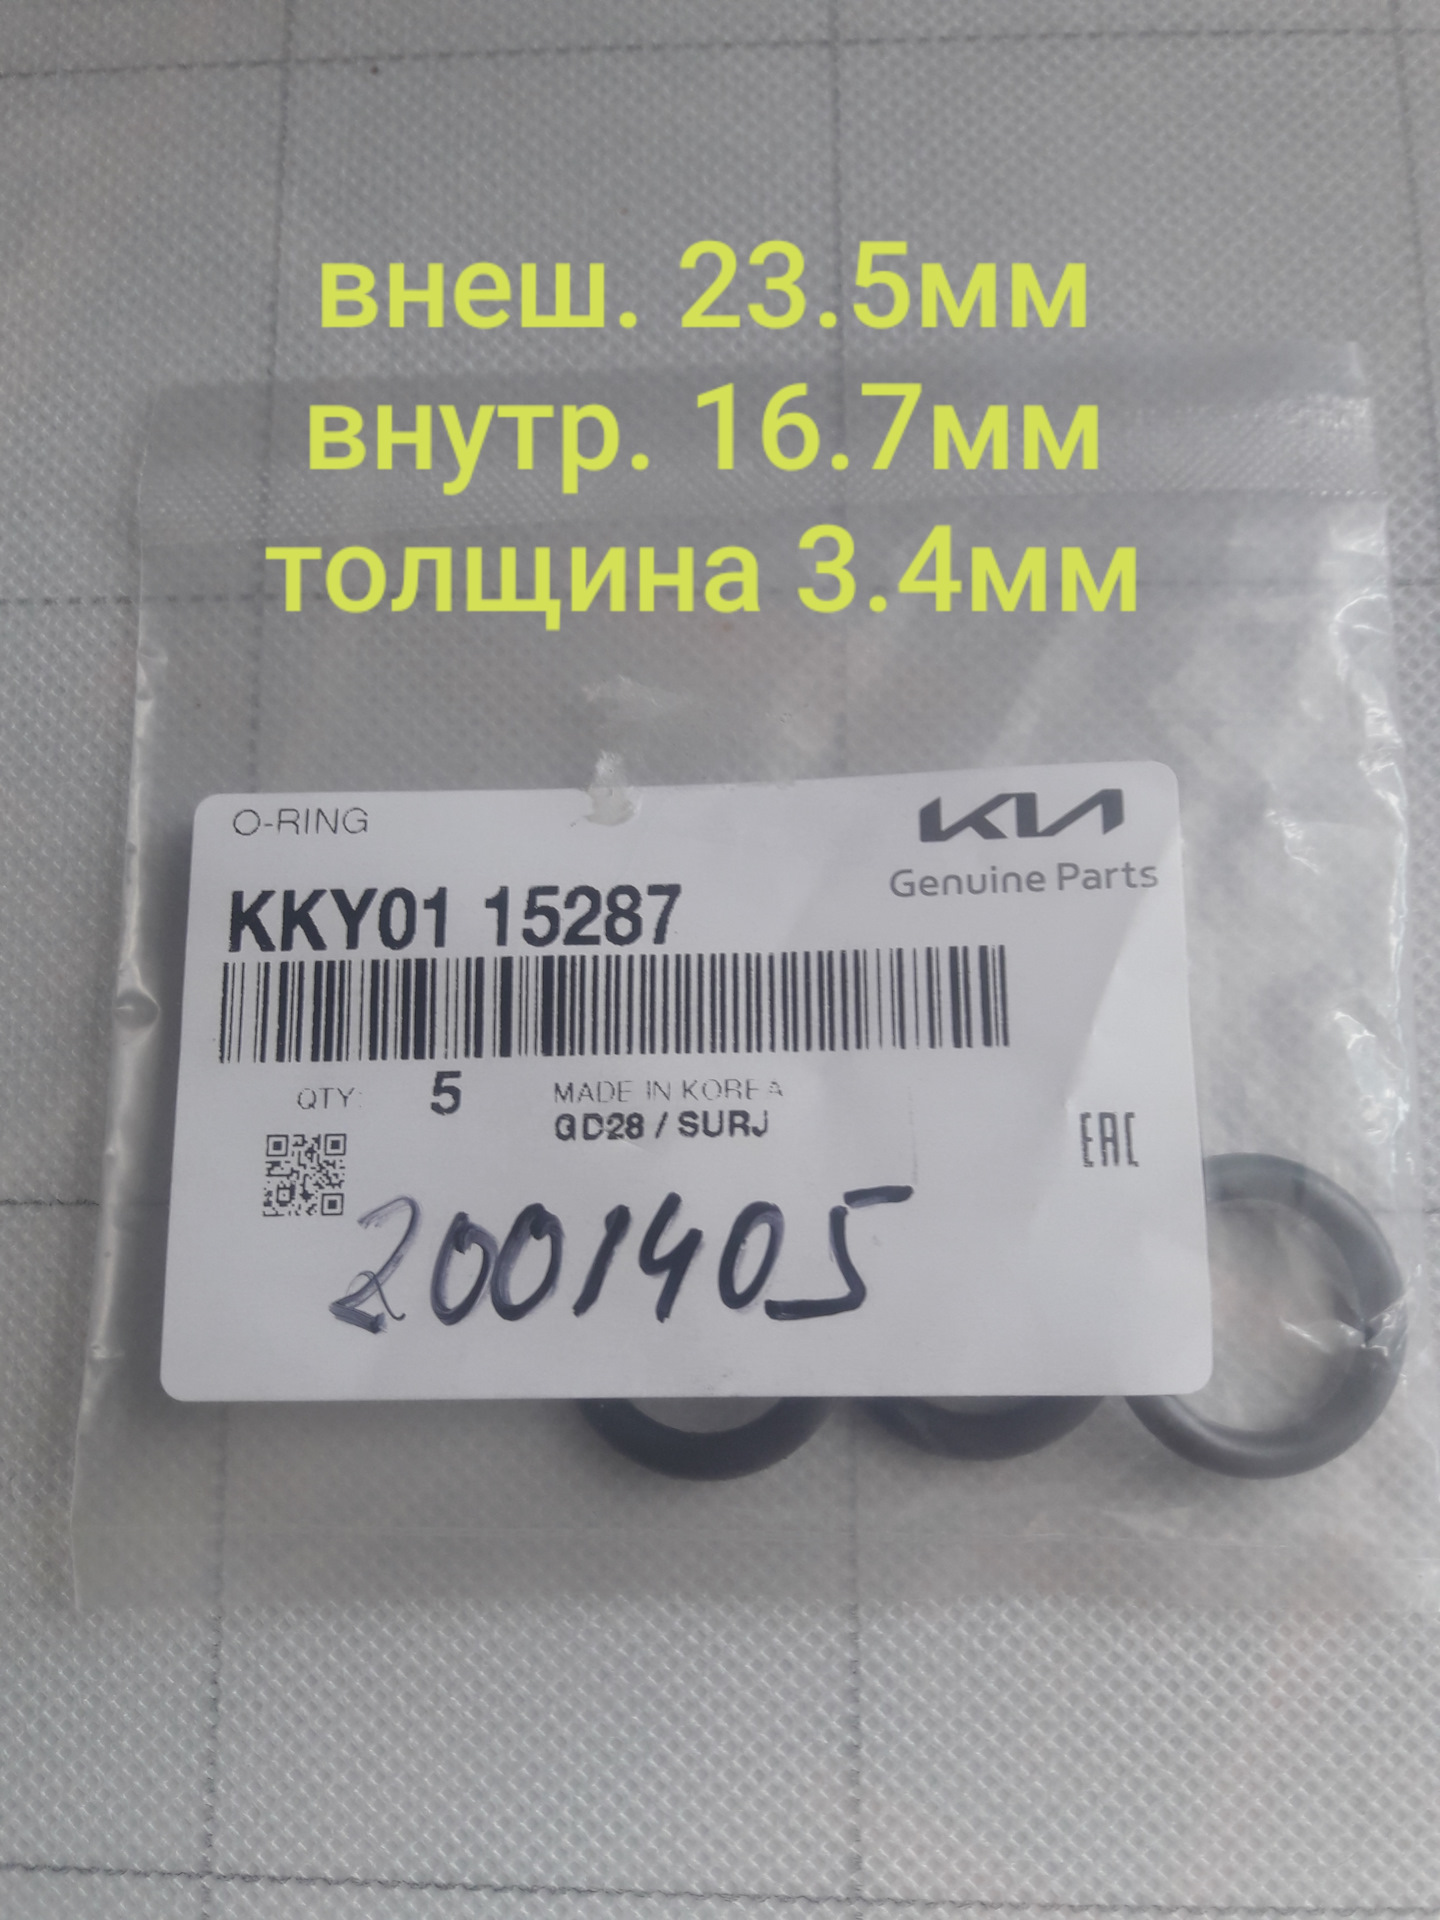 внеш. 23.5мм
внутр. 16.7мм
толщина 3.4мм
O-RING
KIA
Genuine Parts
KKY01 15287
QTY: 5
MADE IN KOREA
GD28 / SURJ
EAC
2001405